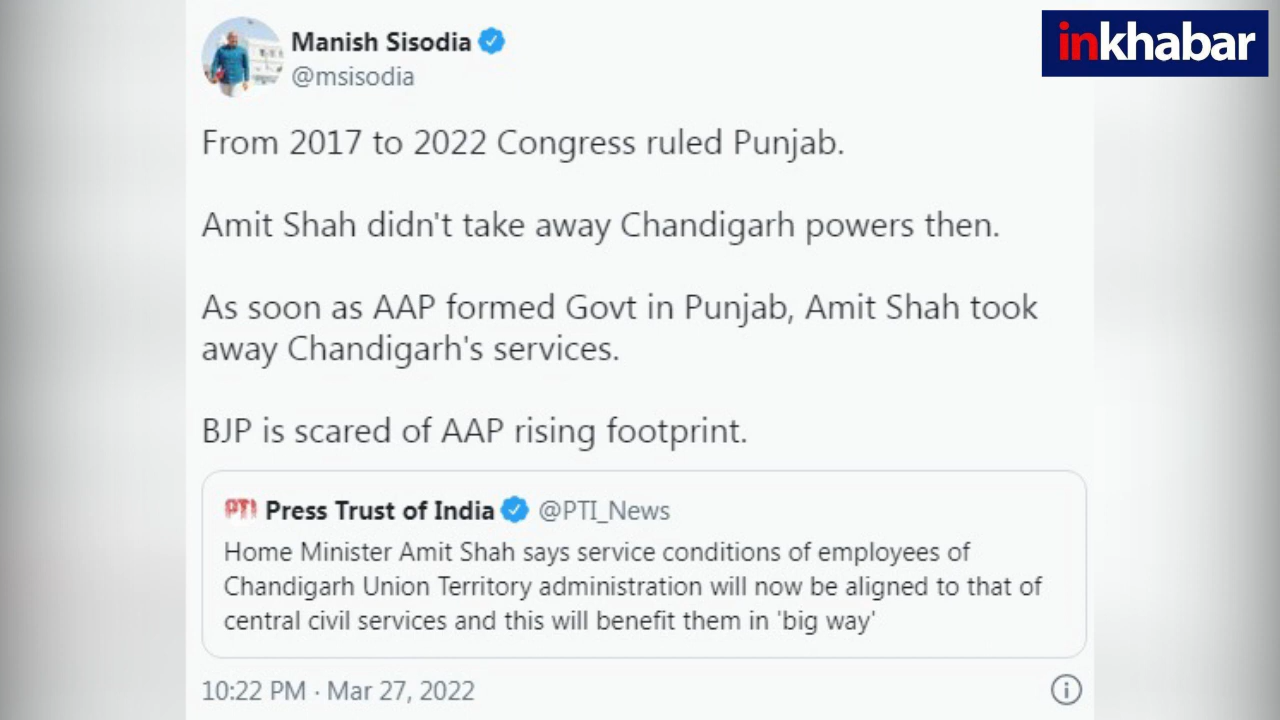 inkhabar
Manish Sisodia
@msisodia
From 2017 to 2022 Congress ruled Punjab.
Amit Shah didn't take away Chandigarh powers then.
As soon as AAP formed Govt in Punjab, Amit Shah took
away Chandigarh's services.
BJP is scared of AAP rising footprint.
PTI Press Trust of India @PTI_News
Home Minister Amit Shah says service conditions of employees of
Chandigarh Union Territory administration will now be aligned to that of
central civil services and this will benefit them in 'big way'
10:22 PM · Mar 27, 2022